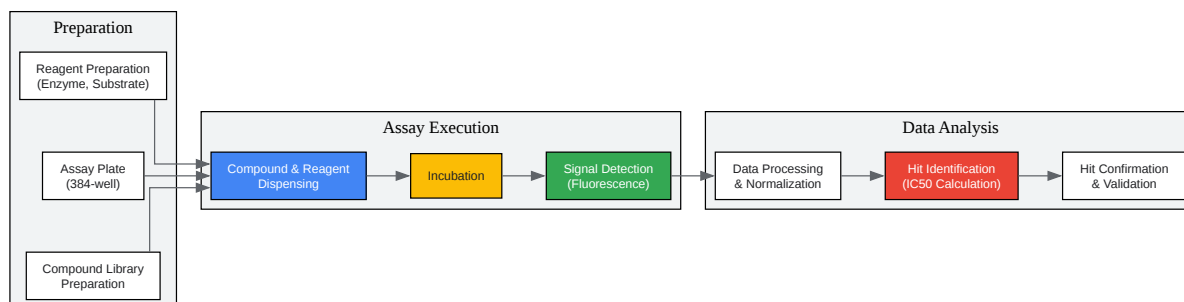 Preparation
Reagent Preparation
(Enzyme, Substrate)
Assay Plate
(384-well)
Compound Library
Preparation
Assay Execution
Compound & Reagent
Dispensing
Incubation
Signal Detection
(Fluorescence)
Data Analysis
Data Processing
& Normalization
Hit Identification
(IC50 Calculation)
Hit Confirmation
& Validation